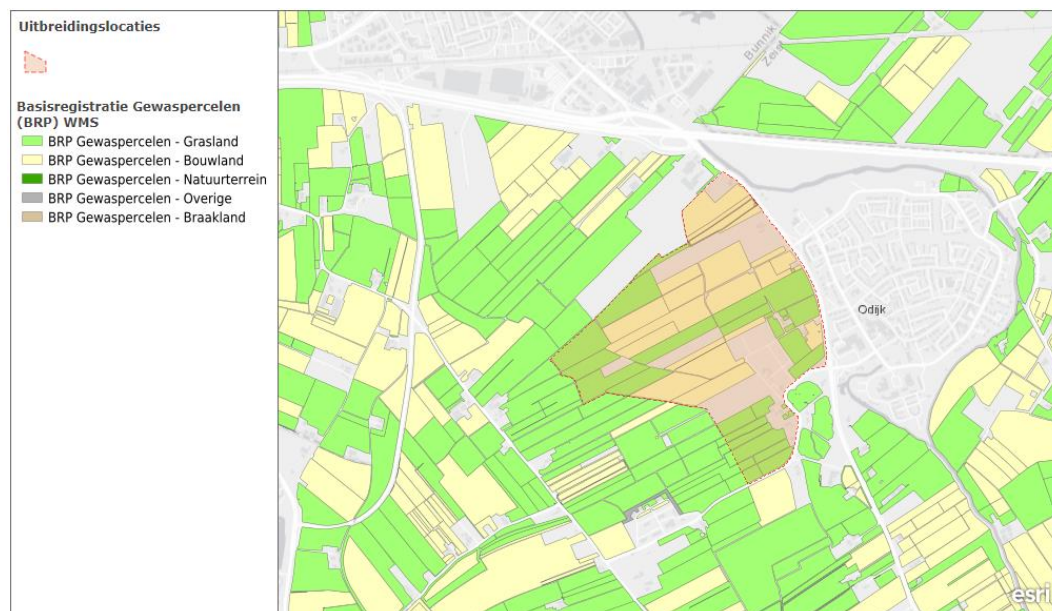 Uitbreidingslocaties
Basisregistratie Gewaspercelen
(BRP) WMS
BRP Gewaspercelen - Grasland
BRP Gewaspercelen - Bouwland
BRP Gewaspercelen - Natuurterrein
BRP Gewaspercelen - Overige
BRP Gewaspercelen - Braakland
Bunnik
Zeist
Odijk
esri